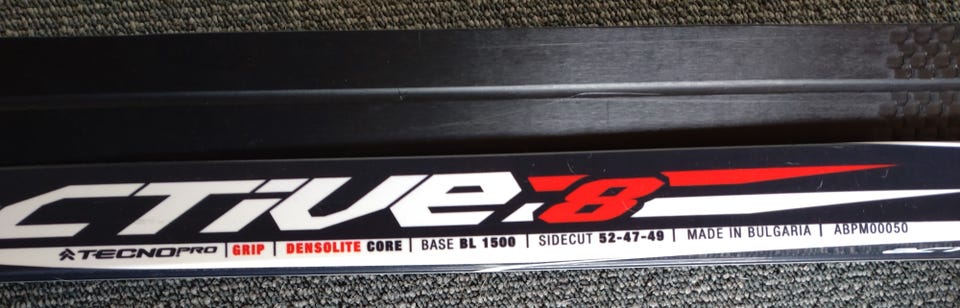 CTIVE 8
TECNOPRO | GRIP | DENSOLITE CORE | BASE BL 1500 | SIDECUT 52-47-49 | MADE IN BULGARIA | ABPM00050